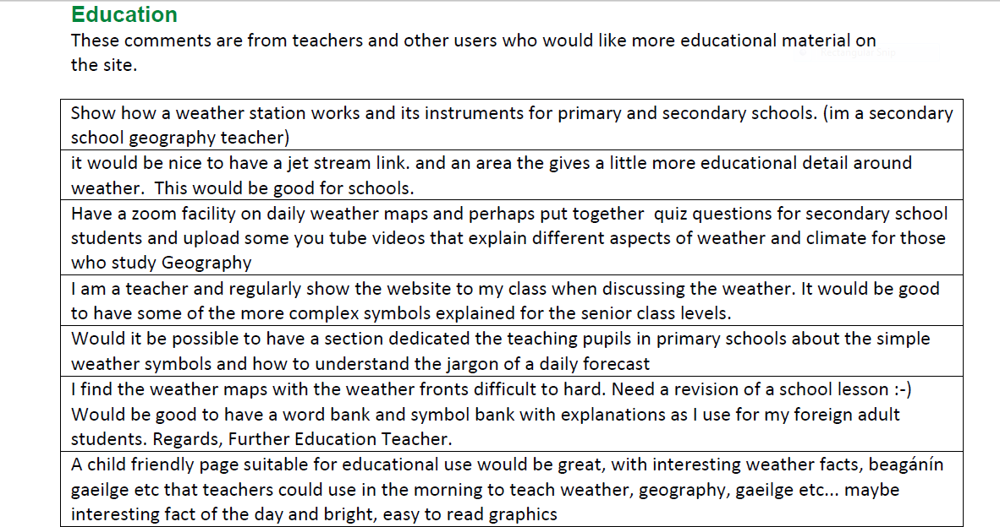 Education
These comments are from teachers and other users who would like more educational material on
the site.
Show how a weather station works and its instruments for primary and secondary schools. (im a secondary
school geography teacher)
it would be nice to have a jet stream link. and an area the gives a little more educational detail around
weather.  This would be good for schools.
Have a zoom facility on daily weather maps and perhaps put together  quiz questions for secondary school
students and upload some you tube videos that explain different aspects of weather and climate for those
who study Geography
I am a teacher and regularly show the website to my class when discussing the weather. It would be good
to have some of the more complex symbols explained for the senior class levels.
Would it be possible to have a section dedicated the teaching pupils in primary schools about the simple
weather symbols and how to understand the jargon of a daily forecast
I find the weather maps with the weather fronts difficult to hard. Need a revision of a school lesson :-)
Would be good to have a word bank and symbol bank with explanations as I use for my foreign adult
students. Regards, Further Education Teacher.
A child friendly page suitable for educational use would be great, with interesting weather facts, beagánín
gaeilge etc that teachers could use in the morning to teach weather, geography, gaeilge etc... maybe
interesting fact of the day and bright, easy to read graphics